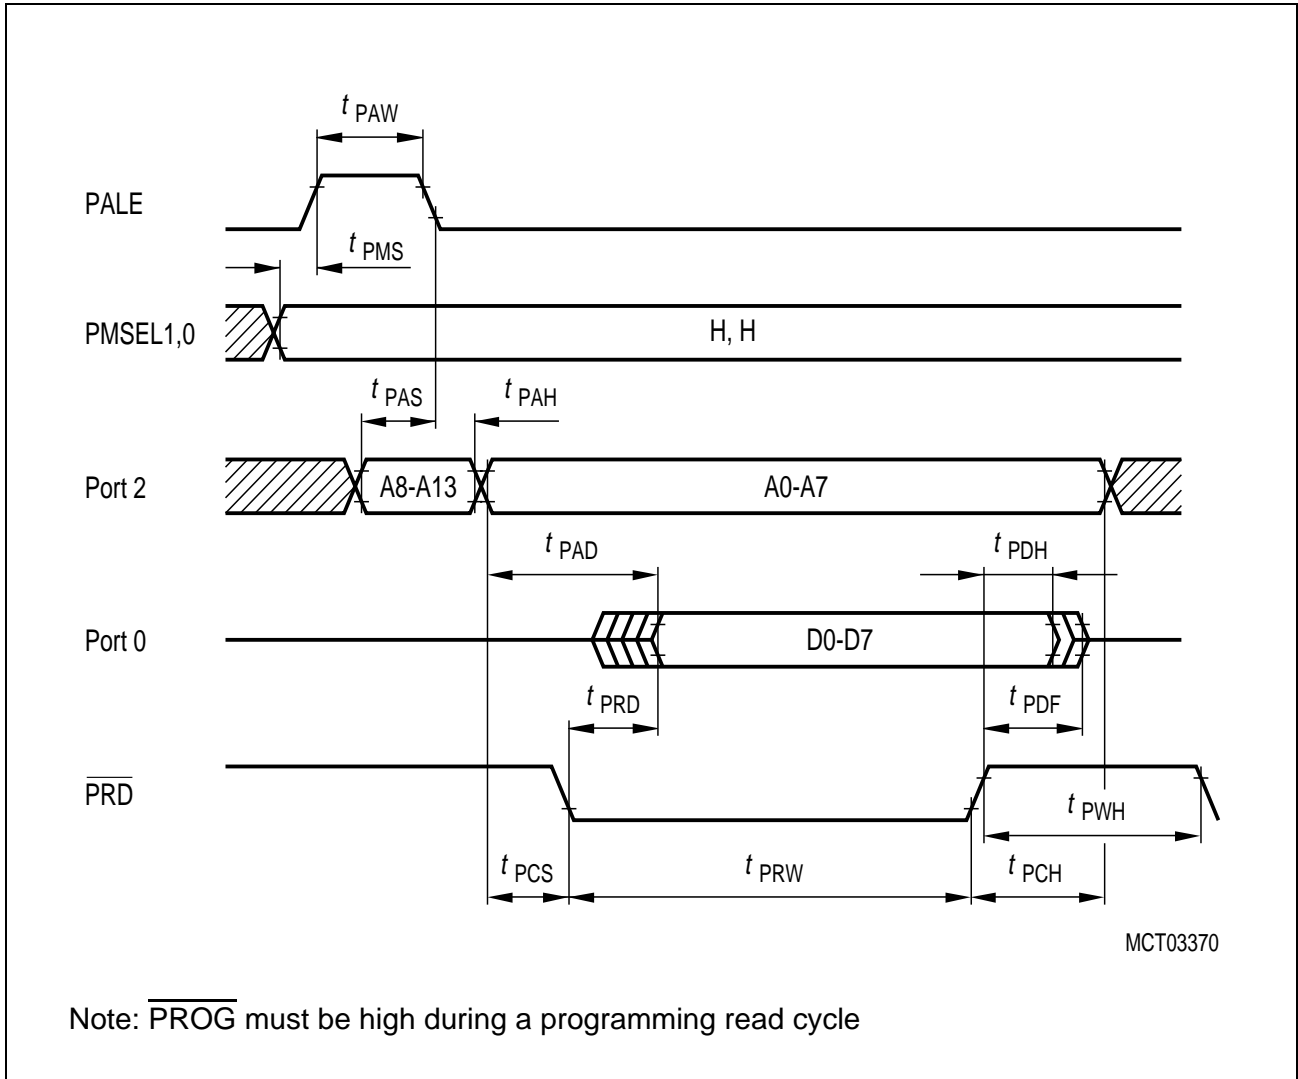 t PAW
PALE
t PMS
PMSEL1,0
H, H
t PAS
t PAH
Port 2
A8-A13
A0-A7
t PAD
t PDH
Port 0
D0-D7
t PRD
t PDF
PRD
t PWH
t PCS
t PRW
t PCH
MCT03370
Note: PROG must be high during a programming read cycle